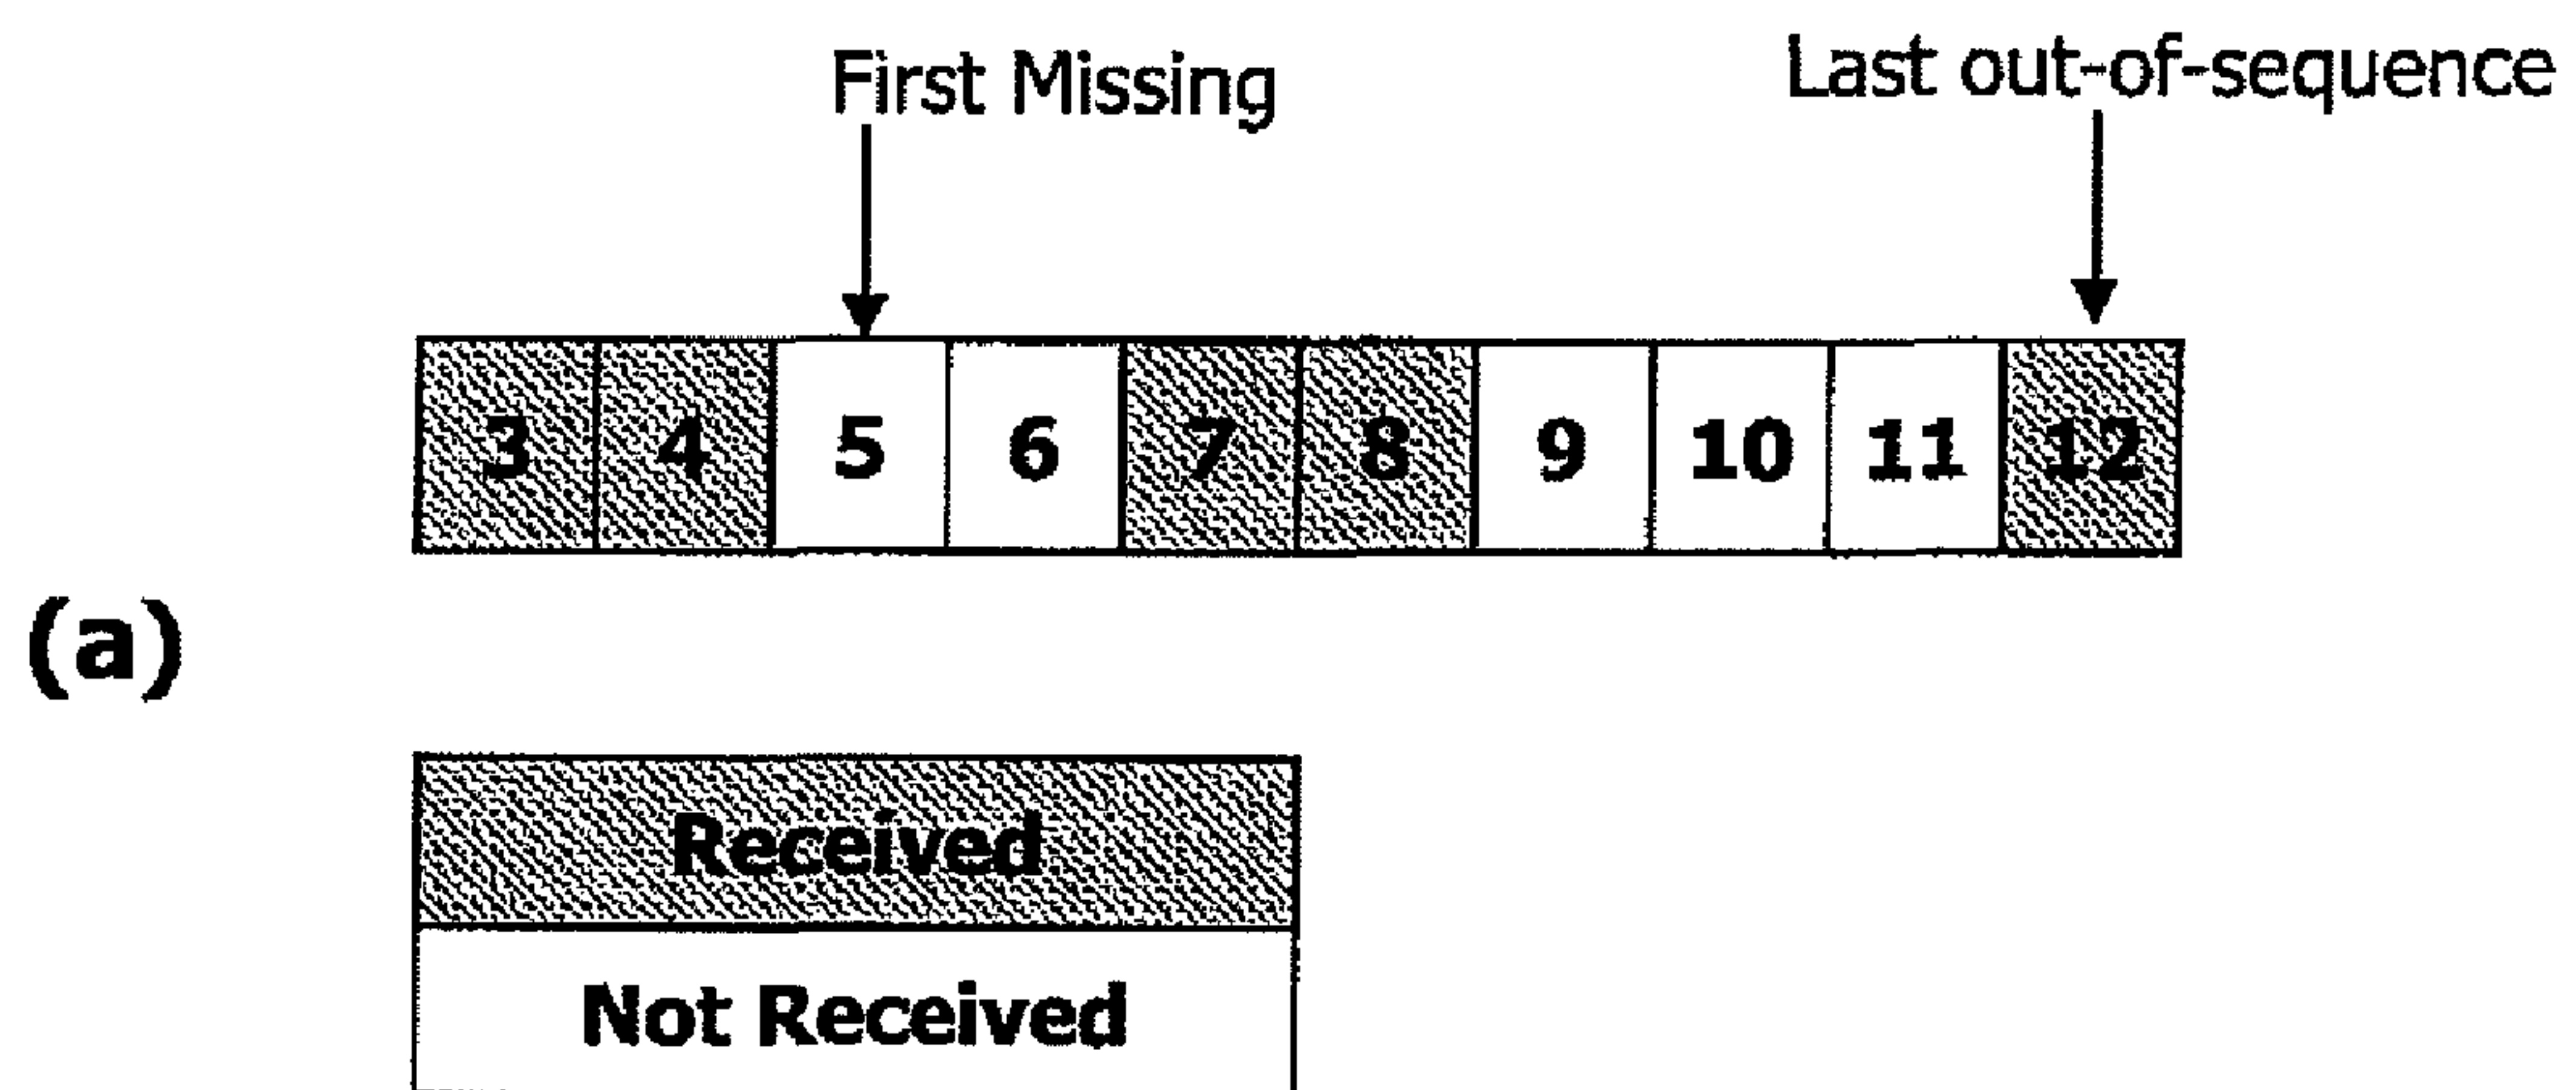 First Missing
Last out-of-sequence
3 4 5 6 7 8 9 10 11 12
(a)
Received
Not Received